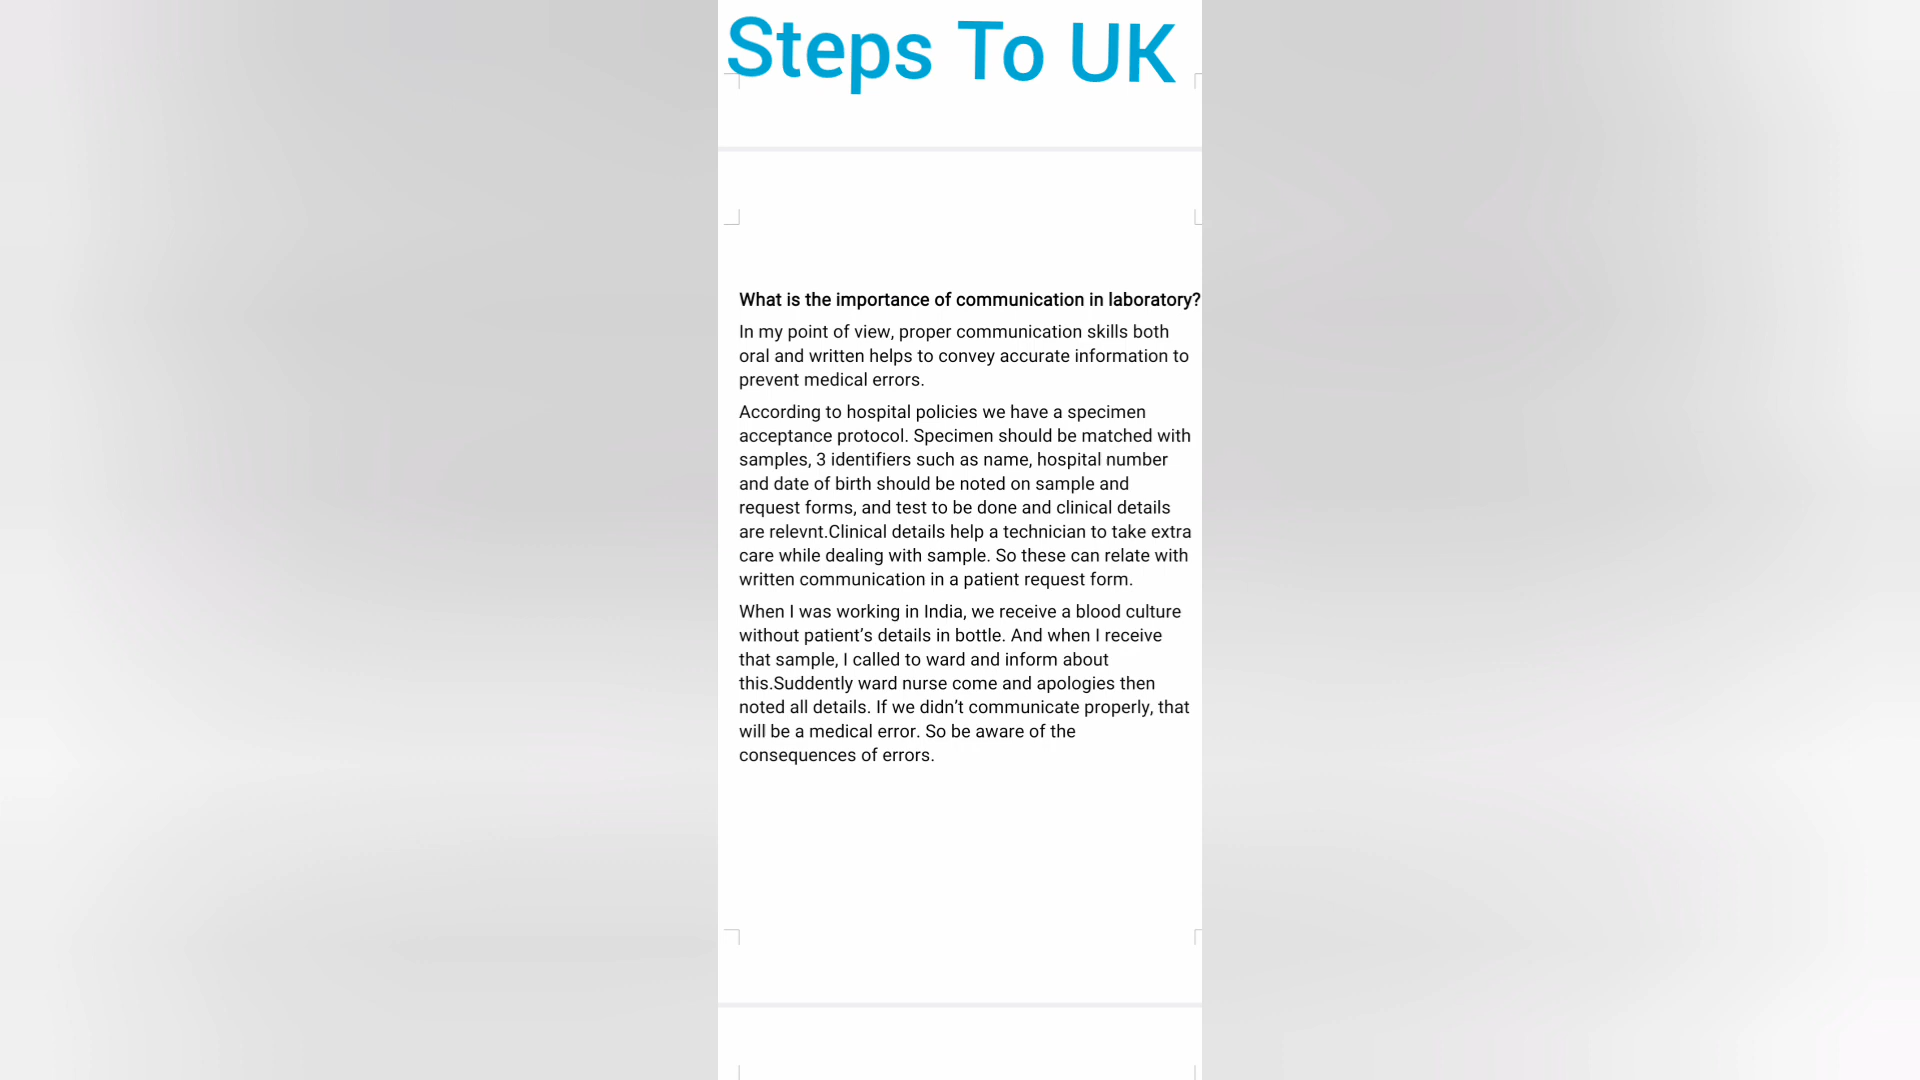 Steps To UK
What is the importance of communication in laboratory?
In my point of view, proper communication skills both
oral and written helps to convey accurate information to
prevent medical errors.
According to hospital policies we have a specimen
acceptance protocol. Specimen should be matched with
samples, 3 identifiers such as name, hospital number
and date of birth should be noted on sample and
request forms, and test to be done and clinical details
are relevnt.Clinical details help a technician to take extra
care while dealing with sample. So these can relate with
written communication in a patient request form.
When I was working in India, we receive a blood culture
without patient’s details in bottle. And when I receive
that sample, I called to ward and inform about
this.Suddently ward nurse come and apologies then
noted all details. If we didn’t communicate properly, that
will be a medical error. So be aware of the
consequences of errors.